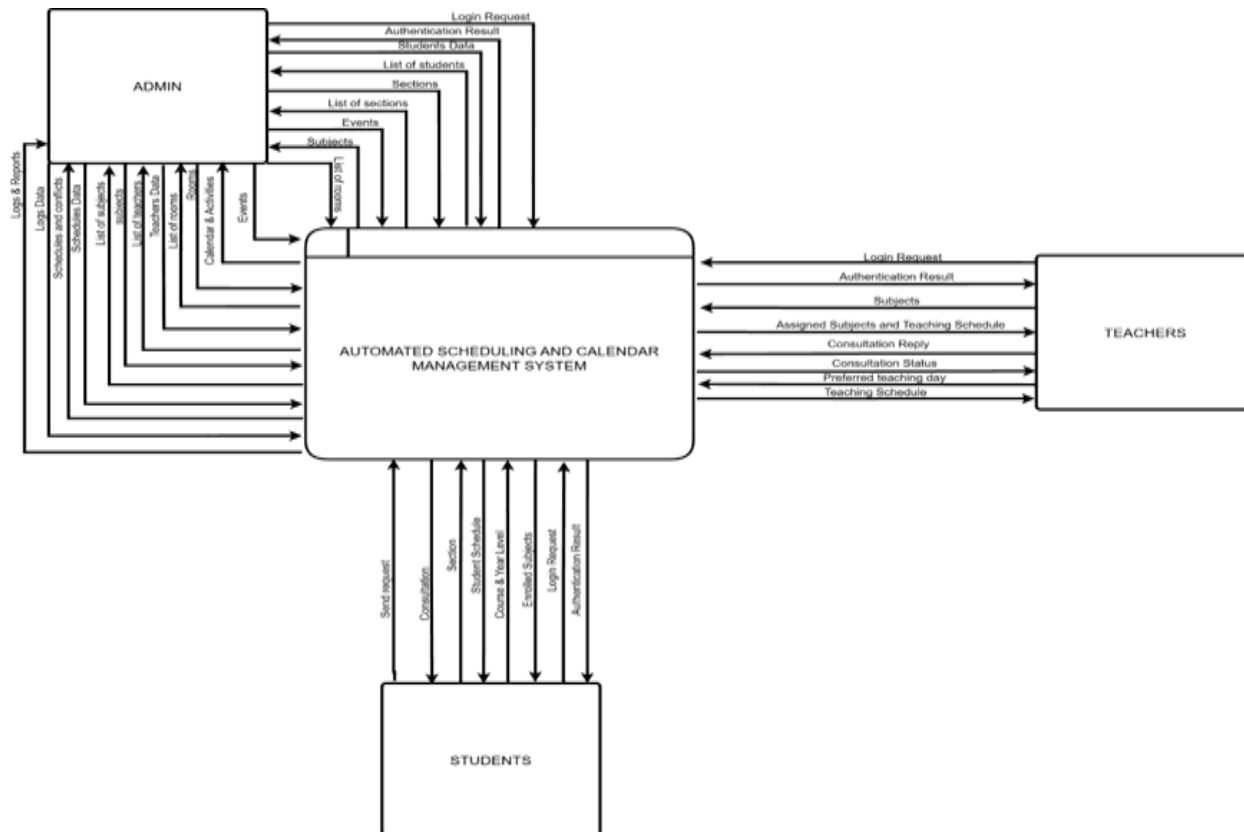 Login Request
Authentication Result
Students Data
List of students
Sections
List of sections
Events
Subjects
ADMIN
List of rooms
Logs & Reports
Logs Data
Schedules and conflicts
Schedules Data
List of subjects
subjects
List of teachers
Teachers Data
List of rooms
Rooms
Calendar & Activities
Events
AUTOMATED SCHEDULING AND CALENDAR
MANAGEMENT SYSTEM
Login Request
Authentication Result
Subjects
Assigned Subjects and Teaching Schedule
Consultation Reply
Consultation Status
Preferred teaching day
Teaching Schedule
TEACHERS
Send request
Consultation
Section
Student Schedule
Course & Year Level
Enrolled Subjects
Login Request
Authentication Result
STUDENTS